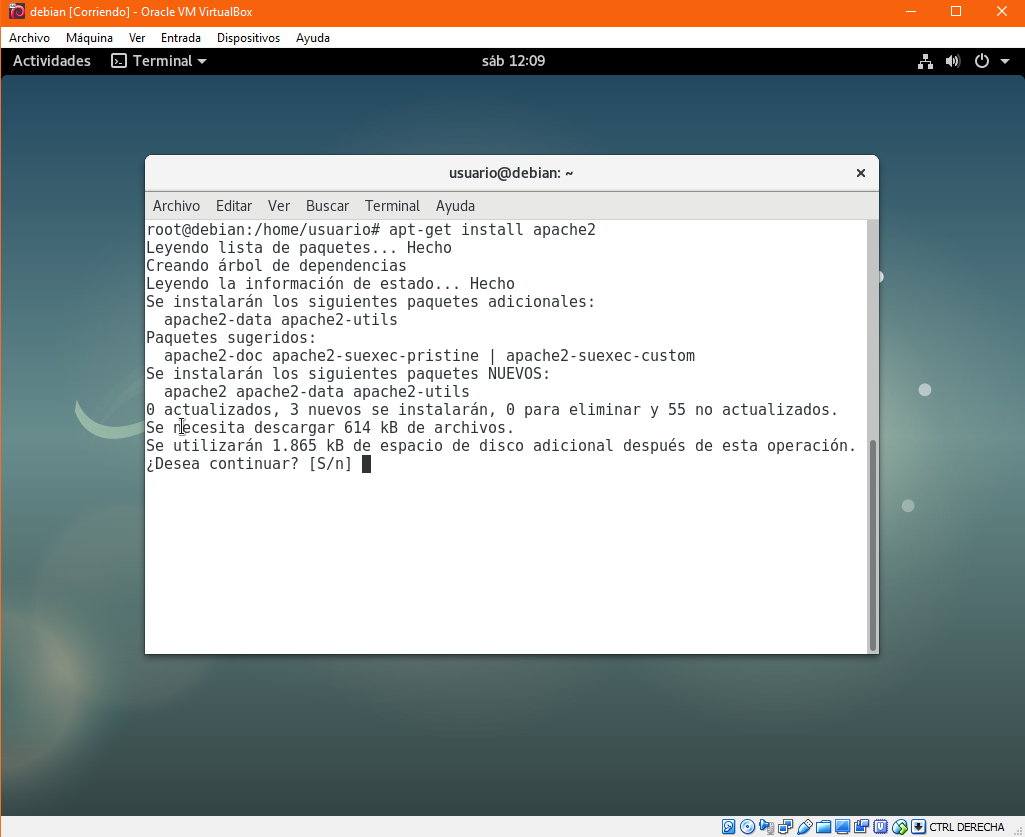 debian [Corriendo] - Oracle VM VirtualBox
Archivo Máquina Ver Entrada Dispositivos Ayuda
Actividades Terminal sáb 12:09
usuario@debian: ~
Archivo Editar Ver Buscar Terminal Ayuda
root@debian:/home/usuario# apt-get install apache2
Leyendo lista de paquetes... Hecho
Creando árbol de dependencias
Leyendo la información de estado... Hecho
Se instalarán los siguientes paquetes adicionales:
apache2-data apache2-utils
Paquetes sugeridos:
apache2-doc apache2-suexec-pristine | apache2-suexec-custom
Se instalarán los siguientes paquetes NUEVOS:
apache2 apache2-data apache2-utils
0 actualizados, 3 nuevos se instalarán, 0 para eliminar y 55 no actualizados.
Se necesita descargar 614 kB de archivos.
Se utilizarán 1.865 kB de espacio de disco adicional después de esta operación.
¿Desea continuar? [S/n]
CTRL DERECHA